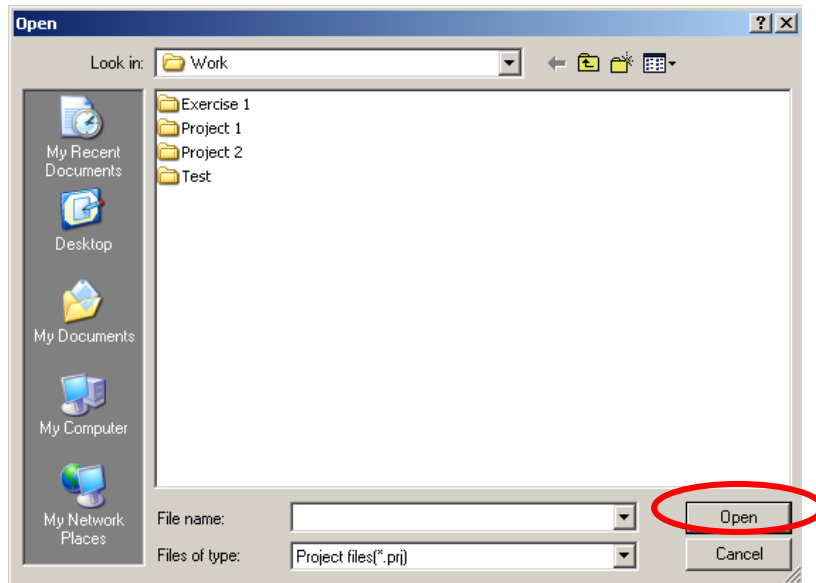 Open
Look in: Work
Exercise 1
Project 1
Project 2
Test
My Recent
Documents
Desktop
My Documents
My Computer
My Network
Places
File name:
Open
Files of type: Project files(*.prj)
Cancel